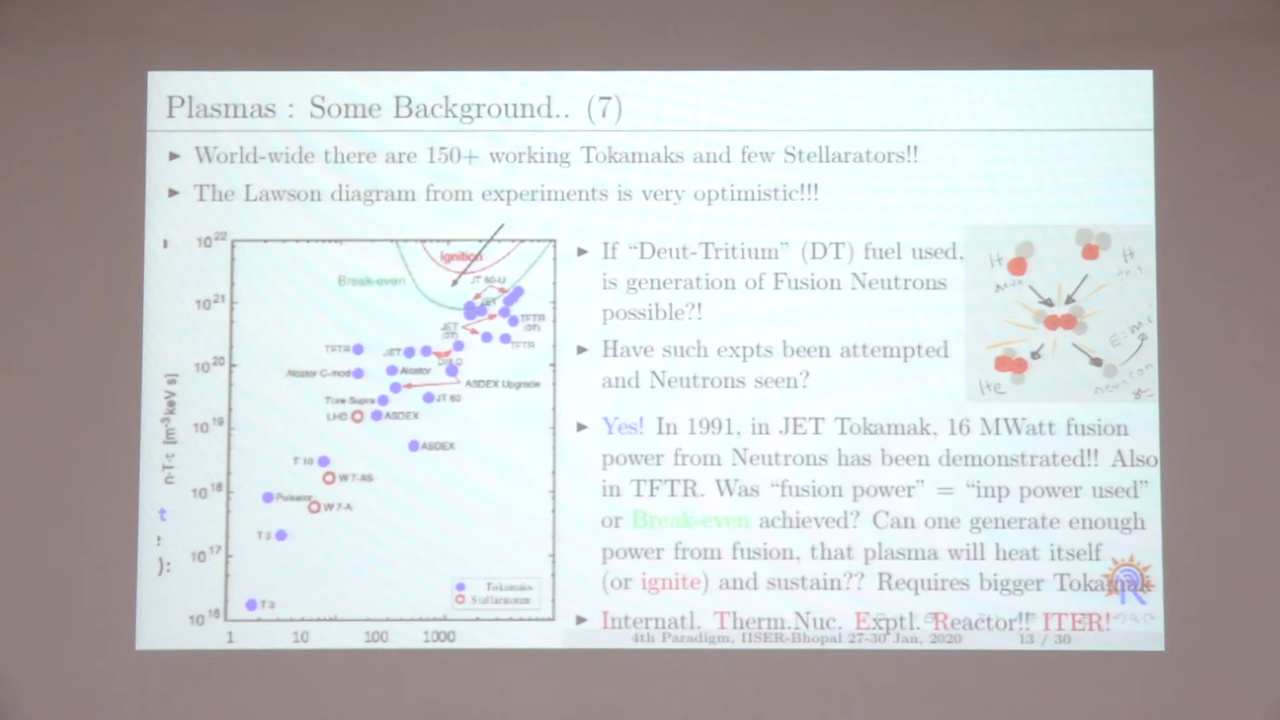 Plasmas : Some Background.. (7)
► World-wide there are 150+ working Tokamaks and few Stellarators!!
► The Lawson diagram from experiments is very optimistic!!!
10^22
10^21
10^20
10^19
10^18
10^17
10^16
n·T·τ [m^-3 keV s]
1 10 100 1000
Ignition
Break-even
JT 60-U
JET
JET
(DT)
TFTR
(DT)
TFTR
TFTR
JET
Alcator C-mod
Alcator
ASDEX Upgrade
Tore Supra
JT 60
LHD
ASDEX
ASDEX
T 10
W 7-AS
Pulsator
W 7-A
T 3
T 3
Tokamaks
Stellaratoren
► If “Deut-Tritium” (DT) fuel used,
is generation of Fusion Neutrons
possible?!
► Have such expts been attempted
and Neutrons seen?
H
H
He
neutron
► Yes! In 1991, in JET Tokamak, 16 MWatt fusion
power from Neutrons has been demonstrated!! Also
in TFTR. Was “fusion power” = “inp power used”
or Break-even achieved? Can one generate enough
power from fusion, that plasma will heat itself
(or ignite) and sustain?? Requires bigger Tokamak
► Internatl. Therm.Nuc. Exptl. Reactor!! ITER!
4th Paradigm, IISER-Bhopal 27-30 Jan, 2020 13 / 30